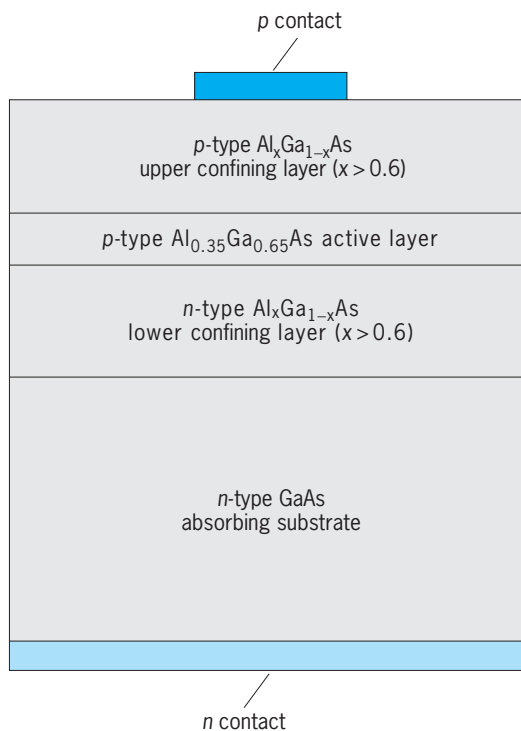 p contact
p-type AlₓGa₁₋ₓAs
upper confining layer (x > 0.6)
p-type Al₀.₃₅Ga₀.₆₅As active layer
n-type AlₓGa₁₋ₓAs
lower confining layer (x > 0.6)
n-type GaAs
absorbing substrate
n contact